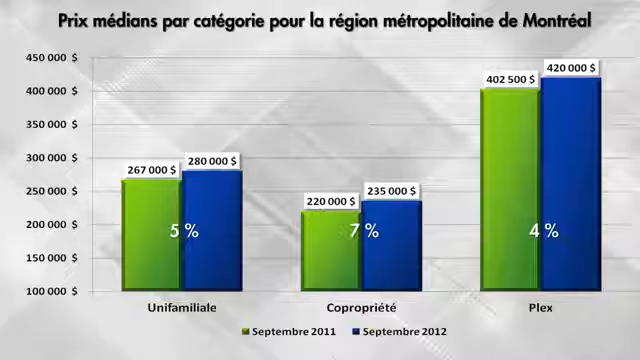 Prix médians par catégorie pour la région métropolitaine de Montréal
450 000 $
400 000 $
350 000 $
300 000 $
250 000 $
200 000 $
150 000 $
100 000 $
267 000 $
280 000 $
220 000 $
235 000 $
402 500 $
420 000 $
5 %
7 %
4 %
Unifamiliale
Copropriété
Plex
Septembre 2011
Septembre 2012